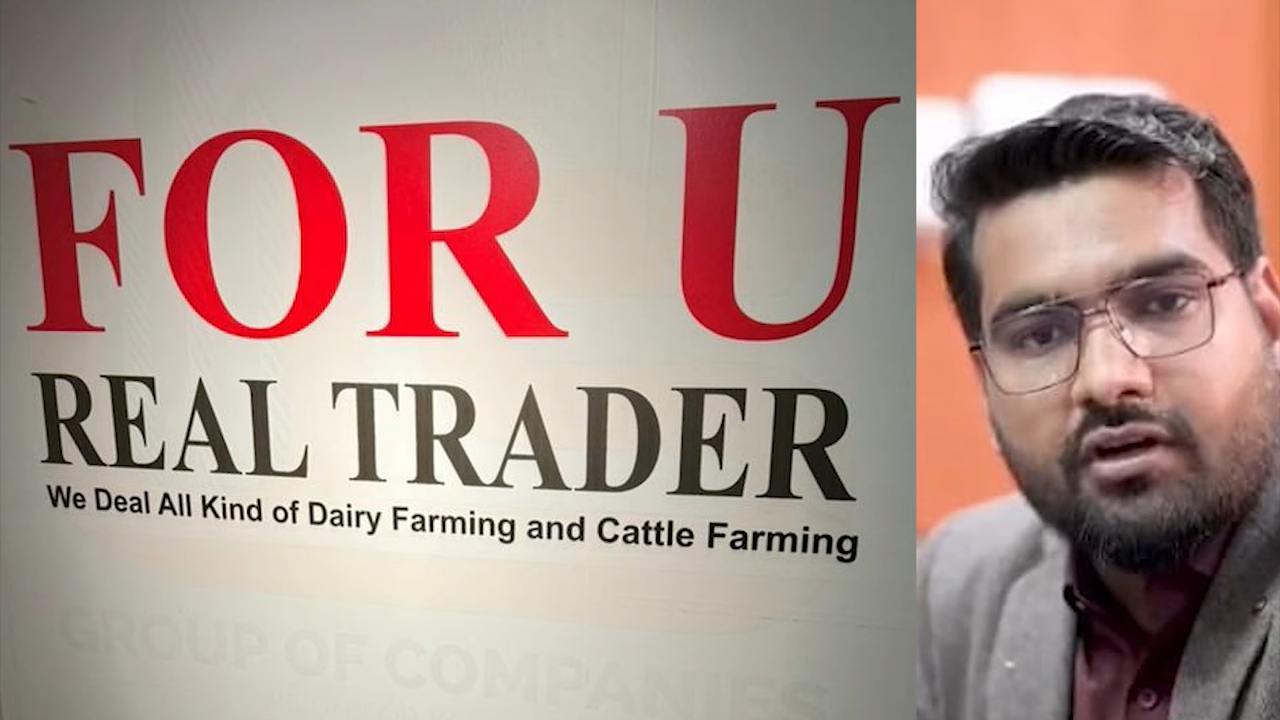 FOR U
REAL TRADER
We Deal All Kind of Dairy Farming and Cattle Farming
GROUP OF COMPANIES